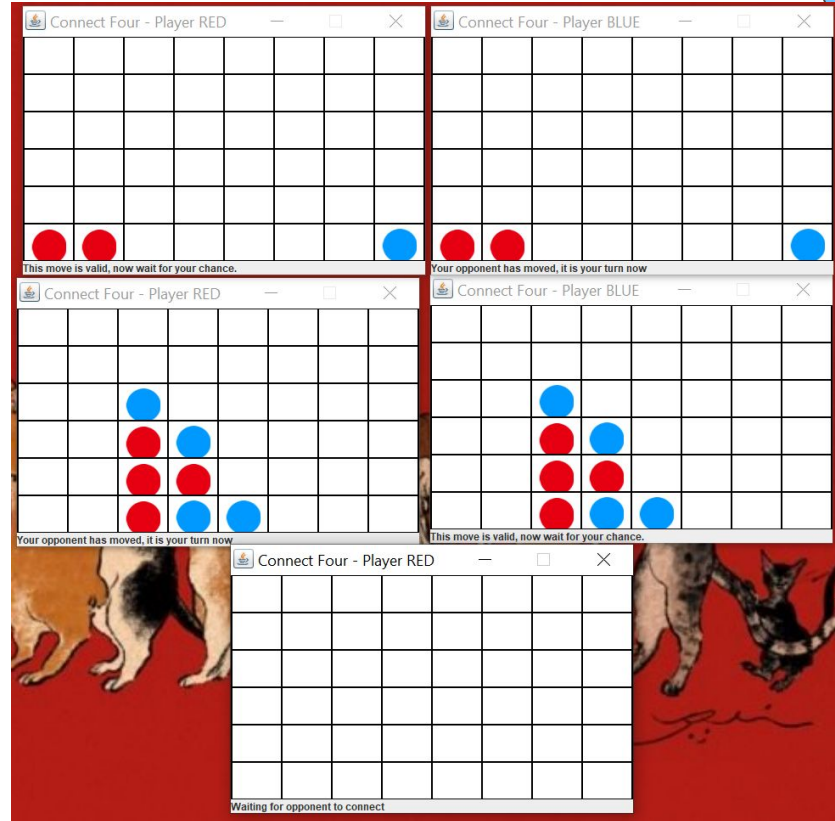 Connect Four - Player RED
Connect Four - Player BLUE
This move is valid, now wait for your chance.
Your opponent has moved, it is your turn now
Connect Four - Player RED
Connect Four - Player BLUE
Your opponent has moved, it is your turn now
This move is valid, now wait for your chance.
Connect Four - Player RED
Waiting for opponent to connect